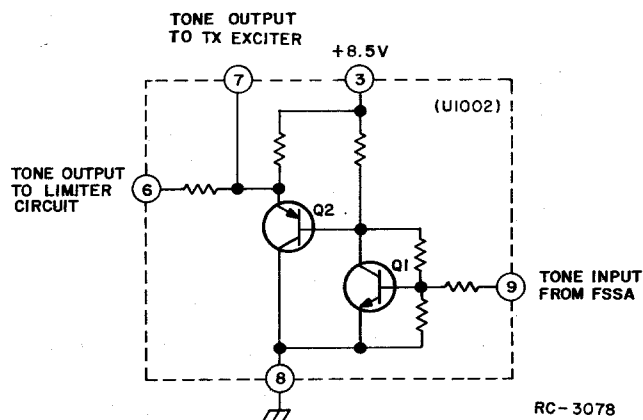 TONE OUTPUT
TO TX EXCITER
+8.5V
7
3
(U1002)
TONE OUTPUT
TO LIMITER
CIRCUIT
6
Q2
Q1
9
TONE INPUT
FROM FSSA
8
RC-3078